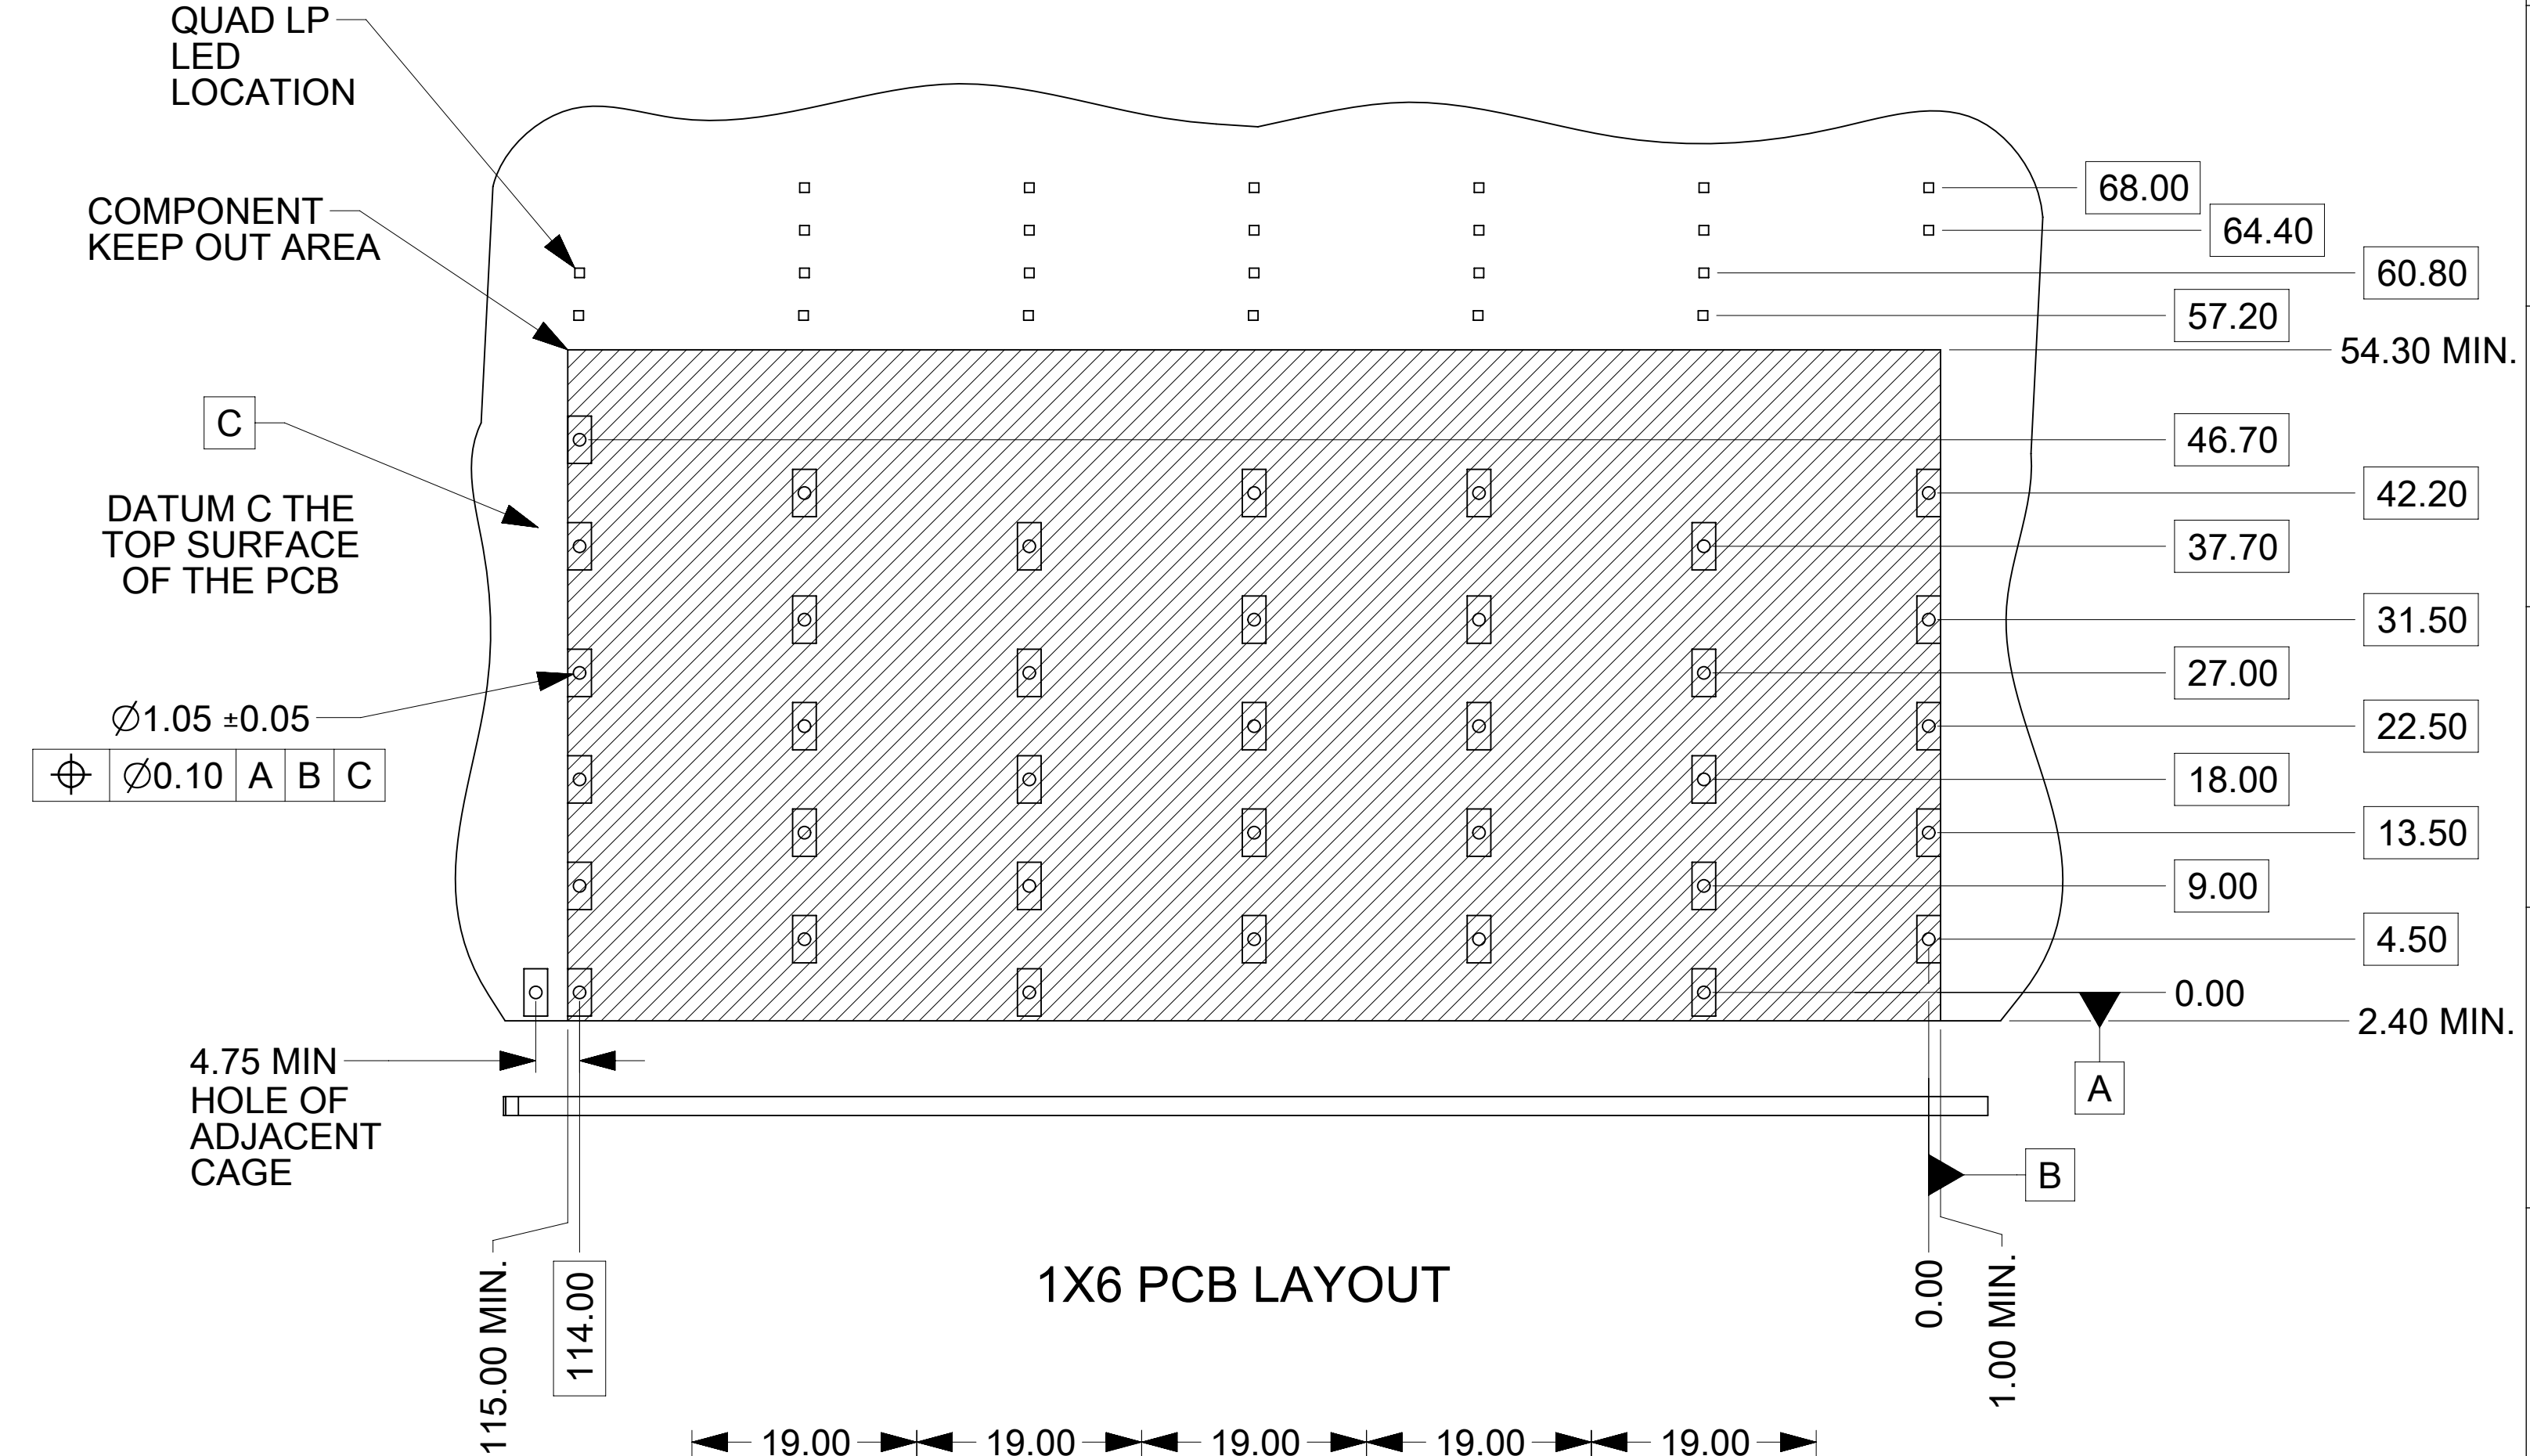 QUAD LP
LED
LOCATION
COMPONENT
KEEP OUT AREA
C
DATUM C THE
TOP SURFACE
OF THE PCB
∅1.05 ±0.05
⌖ ∅0.10 A B C
4.75 MIN
HOLE OF
ADJACENT
CAGE
68.00
64.40
60.80
57.20
54.30 MIN.
46.70
42.20
37.70
31.50
27.00
22.50
18.00
13.50
9.00
4.50
0.00
2.40 MIN.
A
B
115.00 MIN.
114.00
1X6 PCB LAYOUT
0.00
1.00 MIN.
19.00 19.00 19.00 19.00 19.00